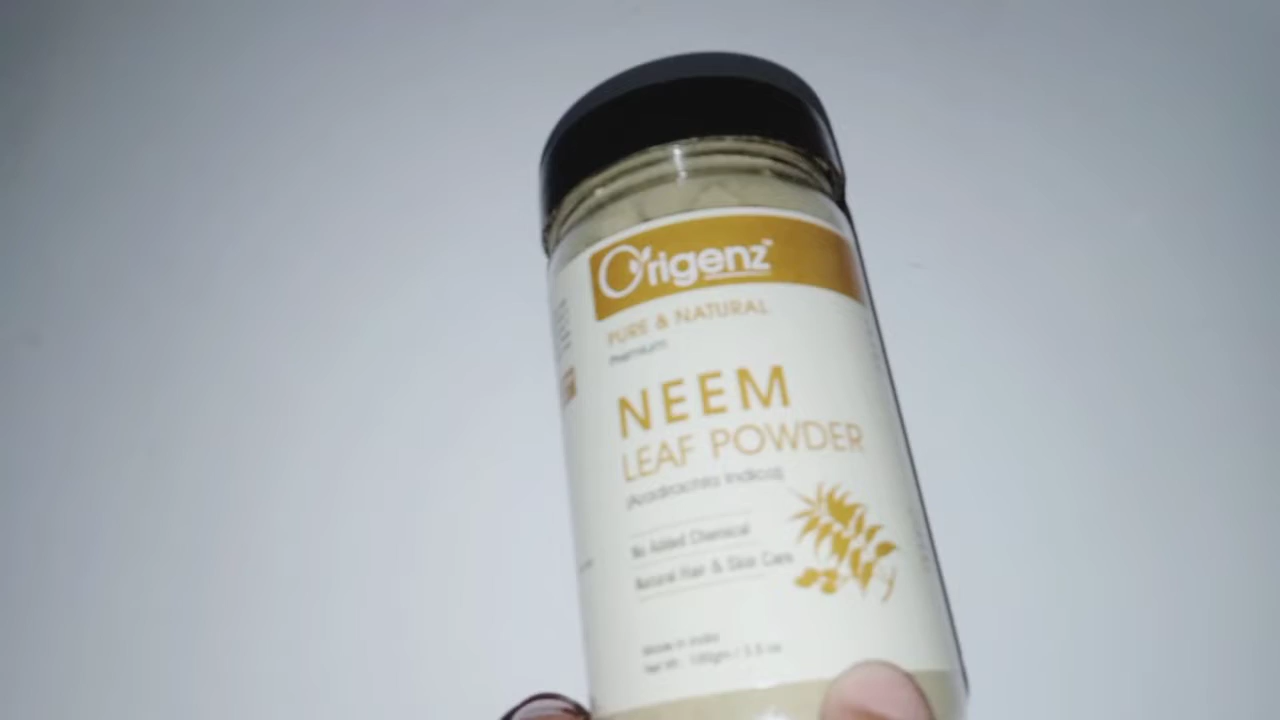 Origenz™
PURE & NATURAL
Premium
NEEM
LEAF POWDER
(Azadirachta Indica)
No Added Chemical
Natural Hair & Skin Care
Made in India
Net Wt.: 100gm / 3.5 oz